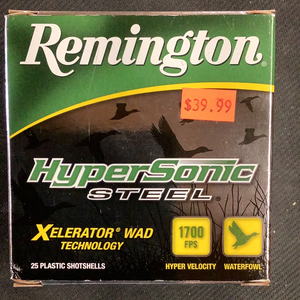 Remington
$39.99
HyperSonic
STEEL®
XELERATOR® WAD
TECHNOLOGY
1700
FPS
25 PLASTIC SHOTSHELLS
HYPER VELOCITY
WATERFOWL